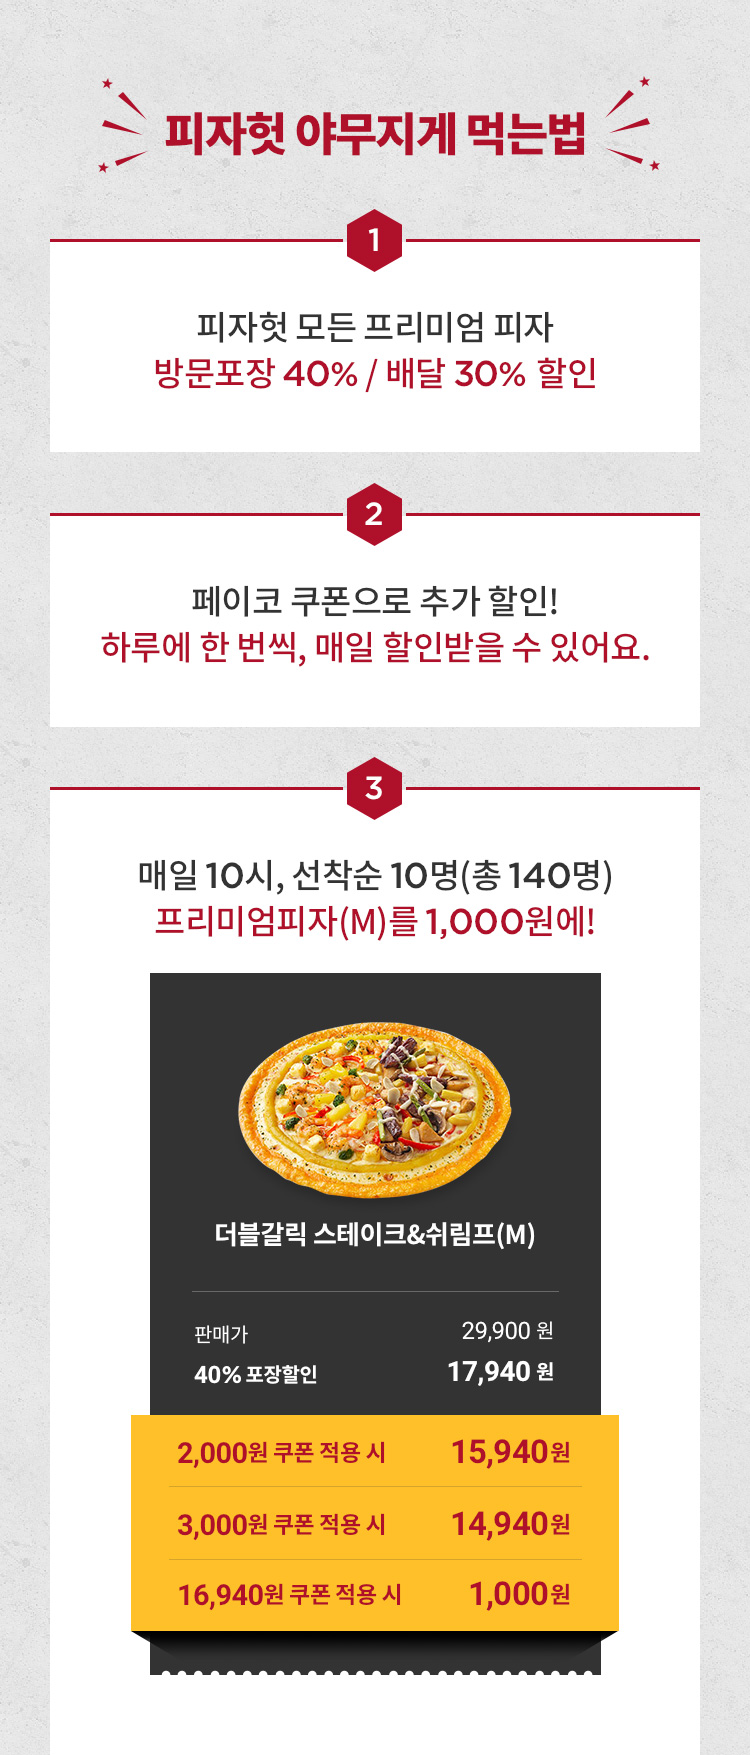 피자헛 야무지게 먹는법
1
피자헛 모든 프리미엄 피자
방문포장 40% / 배달 30% 할인
2
페이코 쿠폰으로 추가 할인!
하루에 한 번씩, 매일 할인받을 수 있어요.
3
매일 10시, 선착순 10명(총 140명)
프리미엄피자(M)를 1,000원에!
더블갈릭 스테이크&쉬림프(M)
판매가 29,900 원
40% 포장할인 17,940 원
2,000원 쿠폰 적용 시 15,940원
3,000원 쿠폰 적용 시 14,940원
16,940원 쿠폰 적용 시 1,000원